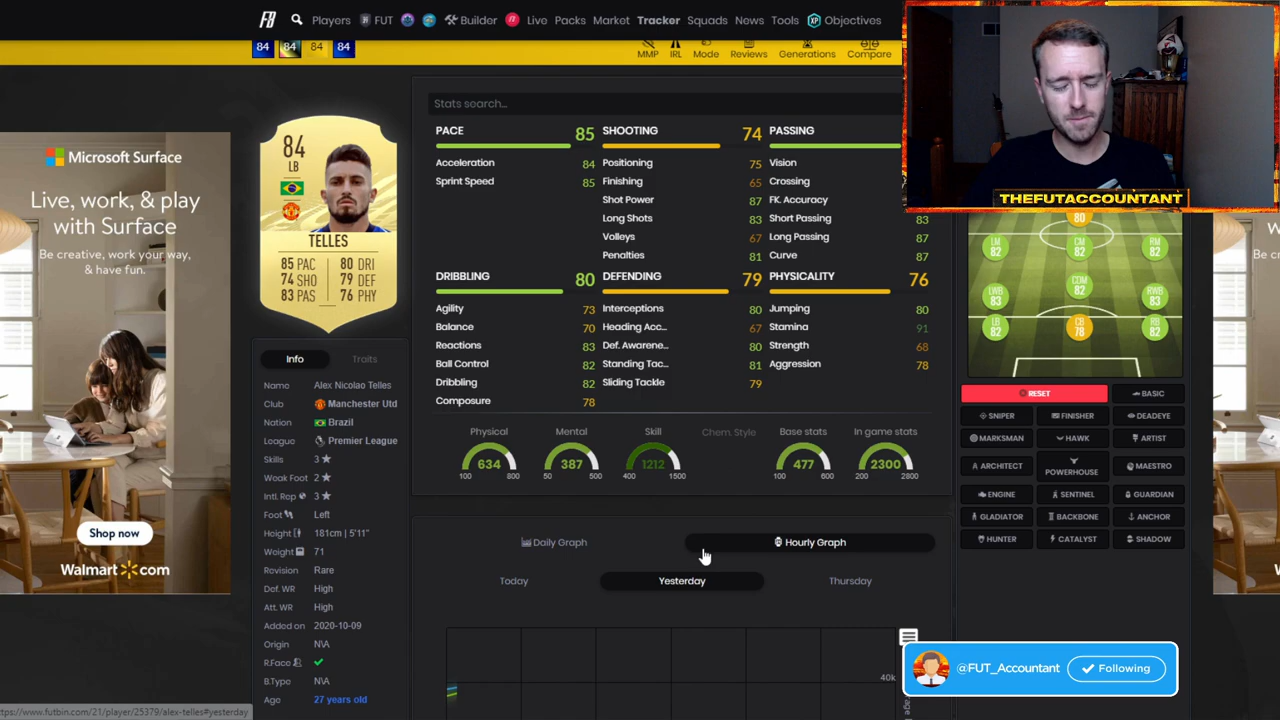 Players FUT Builder Live Packs Market Tracker Squads News Tools Objectives
84 84 84 84
MMP IRL Mode Reviews Generations Compare
Stats search...
Microsoft Surface
Live, work, & play
with Surface
Be creative, work your way,
& have fun.
Shop now
Walmart .com
84
LB
TELLES
85 PAC 80 DRI
74 SHO 79 DEF
83 PAS 76 PHY
Info Traits
Name Alex Nicolao Telles
Club Manchester Utd
Nation Brazil
League Premier League
Skills 3
Weak Foot 2
Intl. Rep 3
Foot Left
Height 181cm | 5'11"
Weight 71
Revision Rare
Def. WR High
Att. WR High
Added on 2020-10-09
Origin N\A
R.Face
B.Type N\A
Age 27 years old
PACE 85
Acceleration 84
Sprint Speed 85
SHOOTING 74
Positioning 75
Finishing 65
Shot Power 87
Long Shots 83
Volleys 67
Penalties 81
PASSING
Vision
Crossing
FK. Accuracy
Short Passing 83
Long Passing 87
Curve 87
DRIBBLING 80
Agility 73
Balance 70
Reactions 83
Ball Control 82
Dribbling 82
Composure 78
DEFENDING 79
Interceptions 80
Heading Acc... 67
Def. Awarene... 80
Standing Tac... 81
Sliding Tackle 79
PHYSICALITY 76
Jumping 80
Stamina 91
Strength 68
Aggression 78
Physical Mental Skill Chem. Style Base stats In game stats
634 387 1212 477 2300
100 800 50 500 400 1500 100 600 200 2800
Daily Graph Hourly Graph
Today Yesterday Thursday
40k
THEFUTACCOUNTANT
80
LM 82 CM 82 RM 82
LWB 83 CDM 82 RWB 83
LB 82 CB 78 RB 82
RESET BASIC
SNIPER FINISHER DEADEYE
MARKSMAN HAWK ARTIST
ARCHITECT POWERHOUSE MAESTRO
ENGINE SENTINEL GUARDIAN
GLADIATOR BACKBONE ANCHOR
HUNTER CATALYST SHADOW
@FUT_Accountant Following
ttps://www.futbin.com/21/player/25379/alex-telles#yesterday